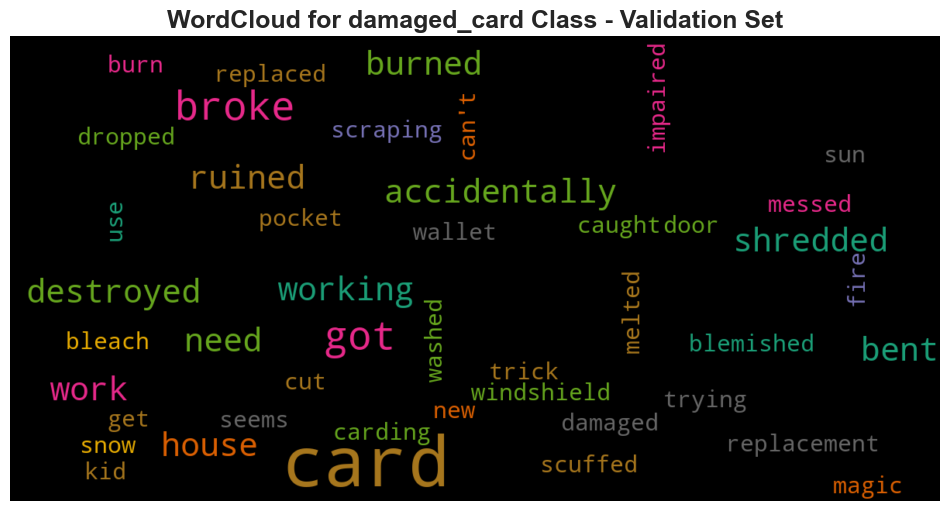 WordCloud for damaged_card Class - Validation Set
burn
replaced
burned
impaired
broke
can't
dropped
scraping
sun
ruined
accidentally
use
pocket
wallet
caught
door
messed
shredded
fire
destroyed
working
washed
melted
bleach
need
got
blemished
bent
work
cut
trick
windshield
trying
get
seems
new
damaged
snow
house
carding
card
replacement
kid
scuffed
magic